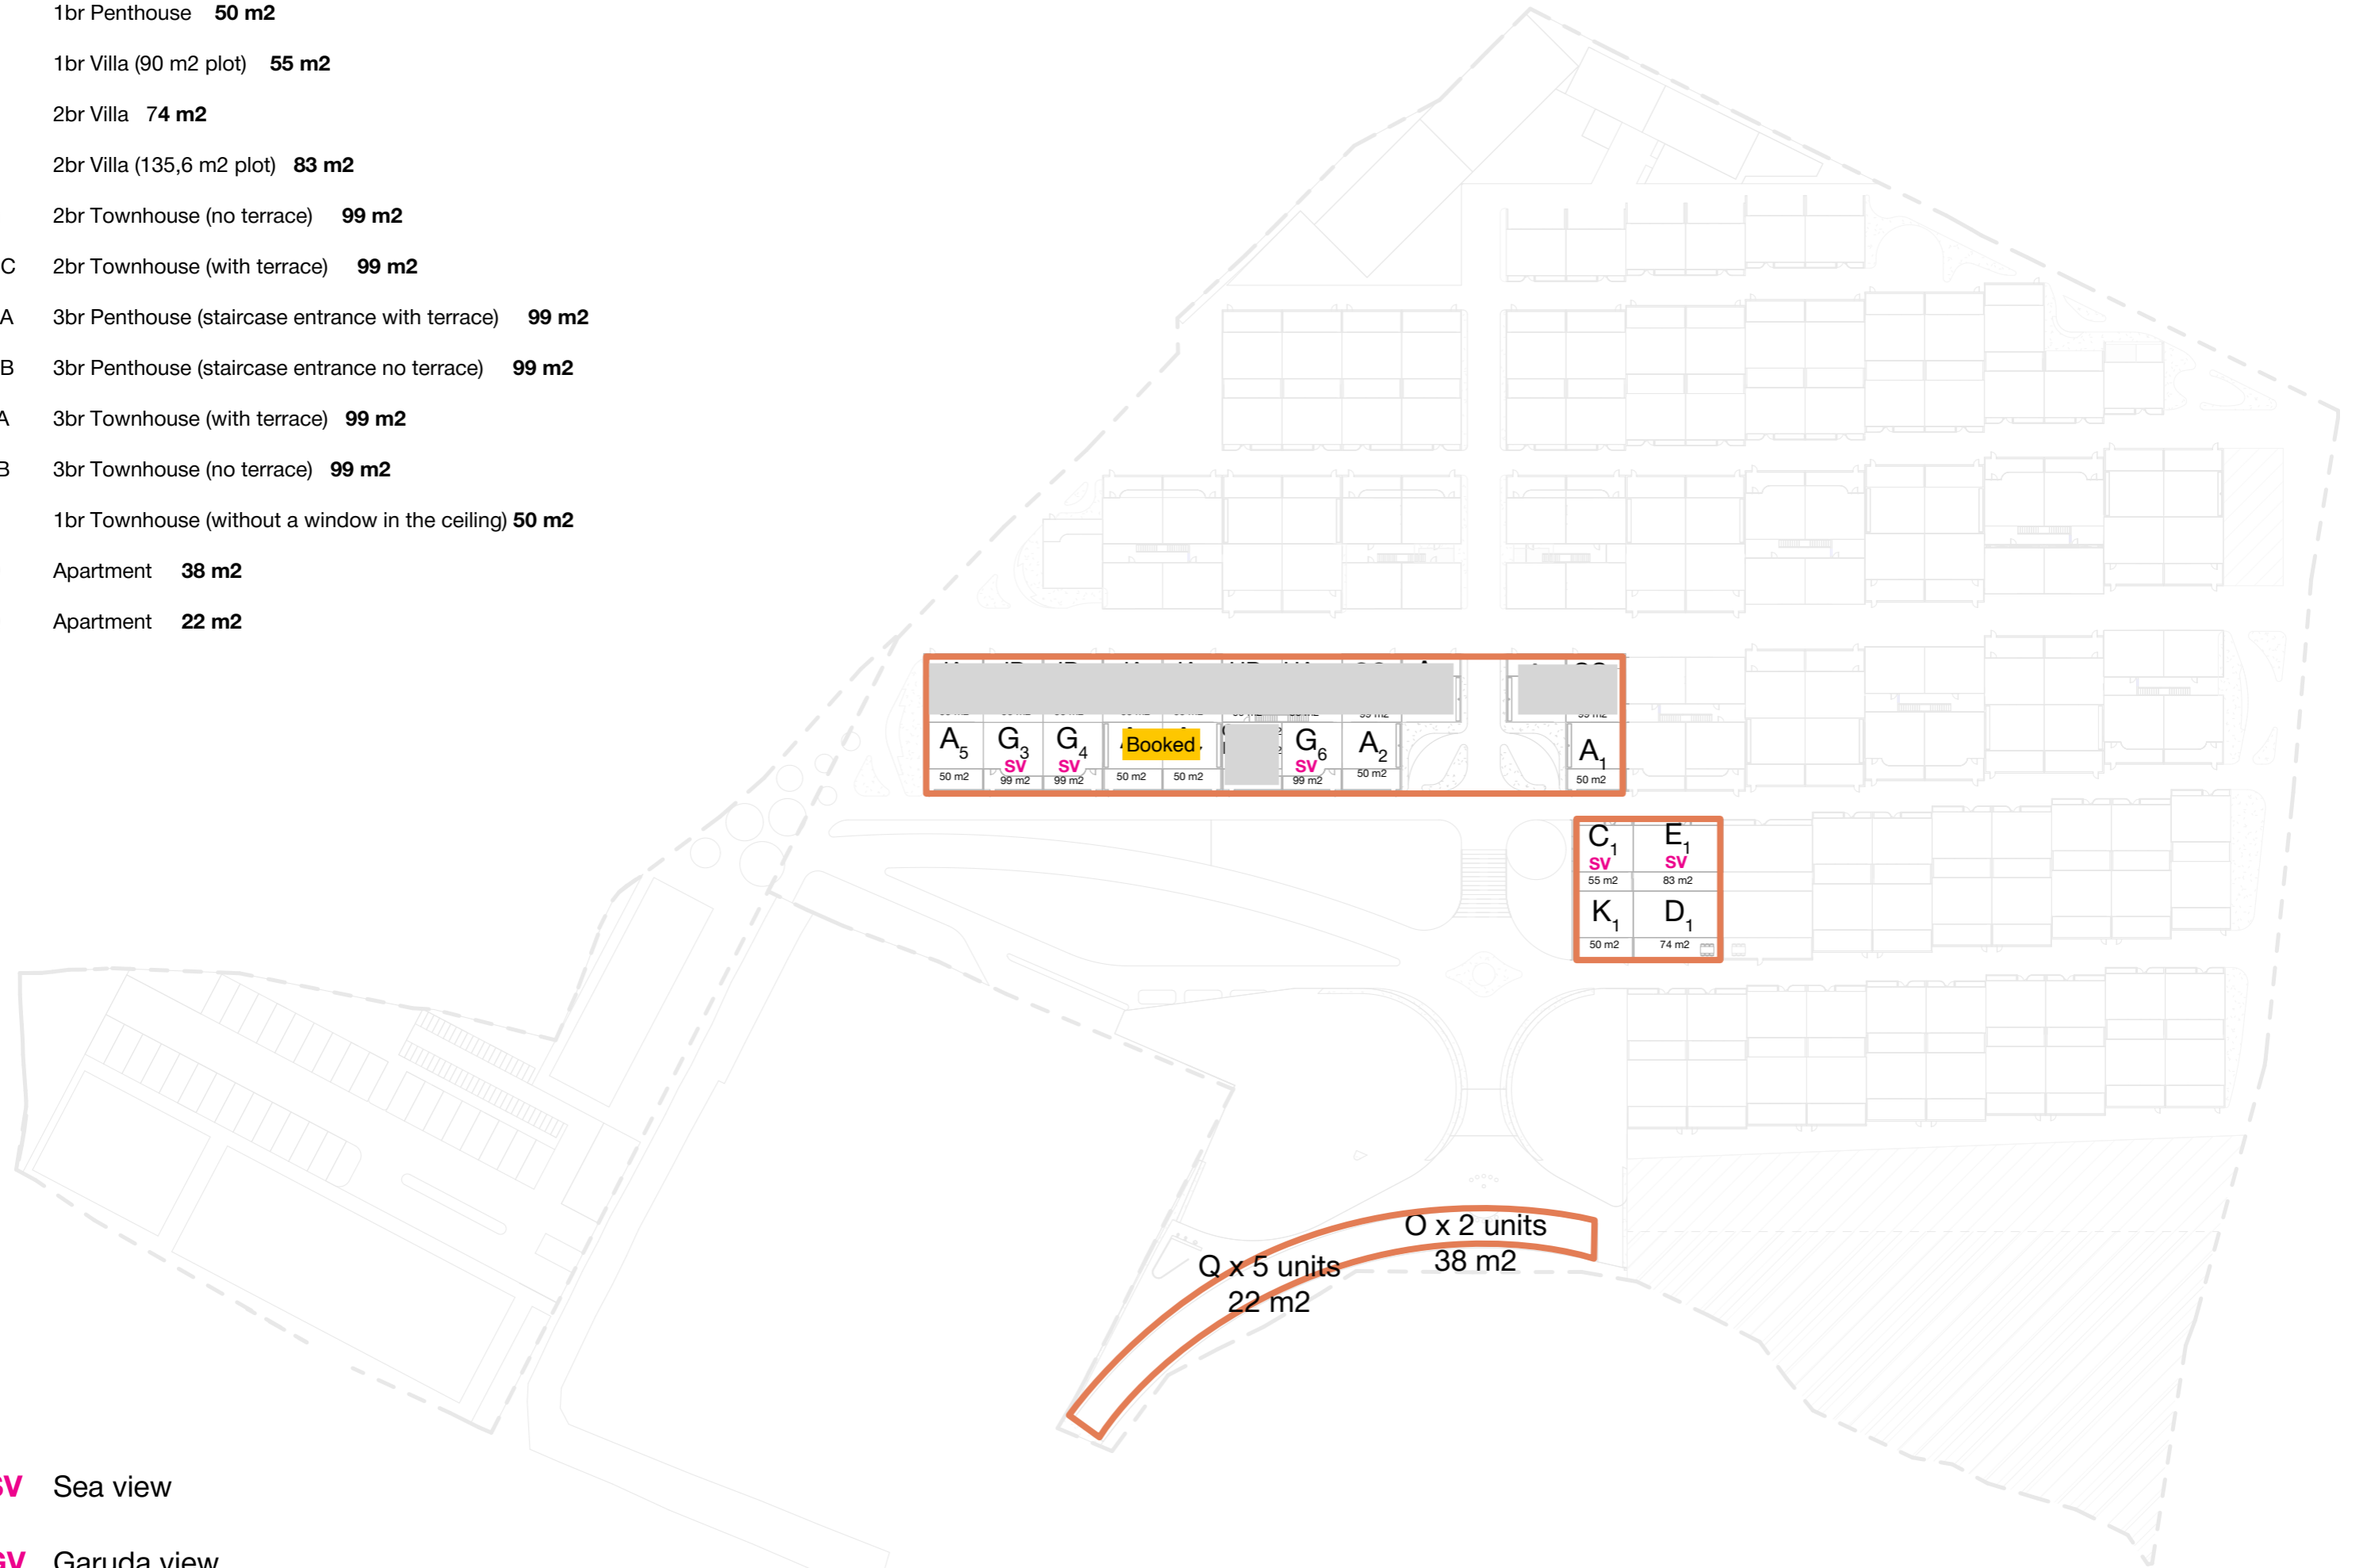 1br Penthouse 50 m2
1br Villa (90 m2 plot) 55 m2
2br Villa 74 m2
2br Villa (135,6 m2 plot) 83 m2
2br Townhouse (no terrace) 99 m2
C 2br Townhouse (with terrace) 99 m2
A 3br Penthouse (staircase entrance with terrace) 99 m2
B 3br Penthouse (staircase entrance no terrace) 99 m2
A 3br Townhouse (with terrace) 99 m2
B 3br Townhouse (no terrace) 99 m2
1br Townhouse (without a window in the ceiling) 50 m2
Apartment 38 m2
Apartment 22 m2
A5 G3 G4 Booked G6 A2 A1
SV SV SV
50 m2 99 m2 99 m2 50 m2 50 m2 99 m2 50 m2 50 m2
C1 E1
SV SV
55 m2 83 m2
K1 D1
50 m2 74 m2
O x 2 units
38 m2
Q x 5 units
22 m2
SV Sea view
GV Garuda view